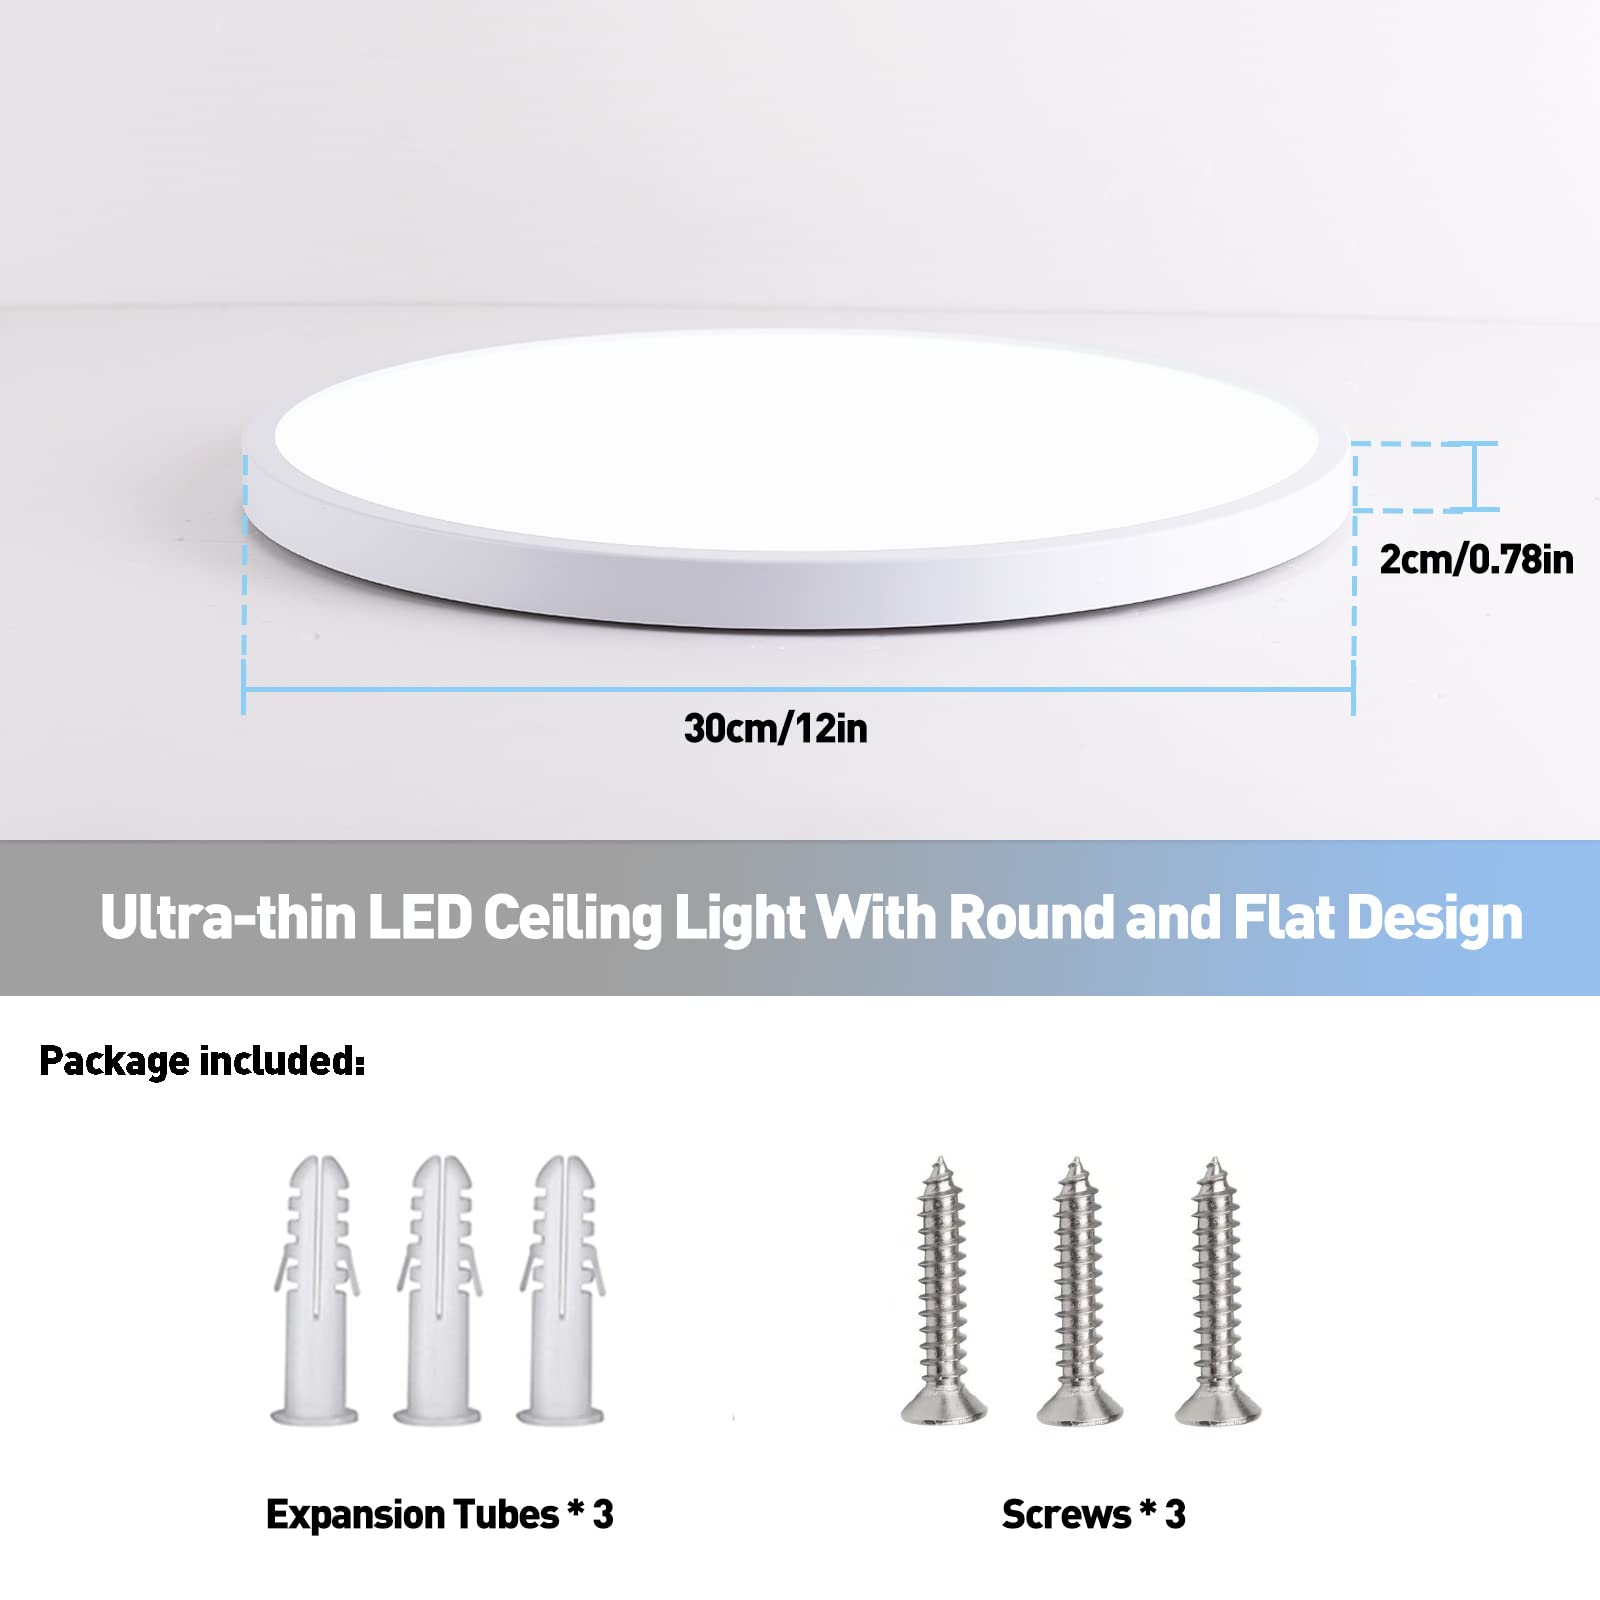 2cm/0.78in
30cm/12in
Ultra-thin LED Ceiling Light With Round and Flat Design
Package included:
Expansion Tubes * 3
Screws * 3